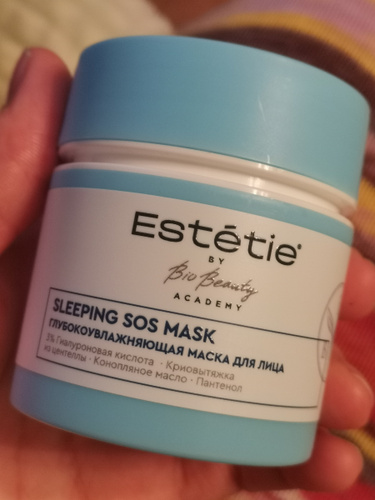 Estétie®
BY
Bio Beauty
ACADEMY
SLEEPING SOS MASK
ГЛУБОКОУВЛАЖНЯЮЩАЯ МАСКА ДЛЯ ЛИЦА
3% Гиалуроновая кислота · Криовытяжка
из центеллы · Конопляное масло · Пантенол